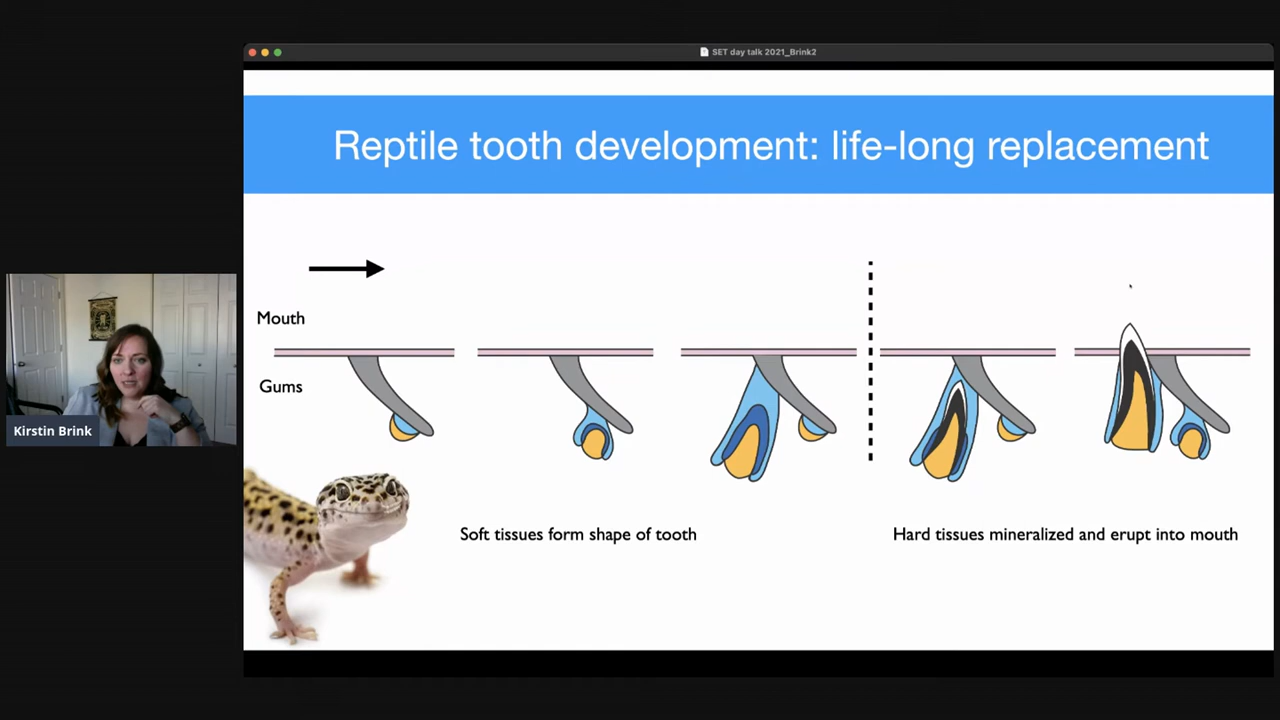 SET day talk 2021_Brink2
Reptile tooth development: life-long replacement
Mouth
Gums
Kirstin Brink
Soft tissues form shape of tooth
Hard tissues mineralized and erupt into mouth